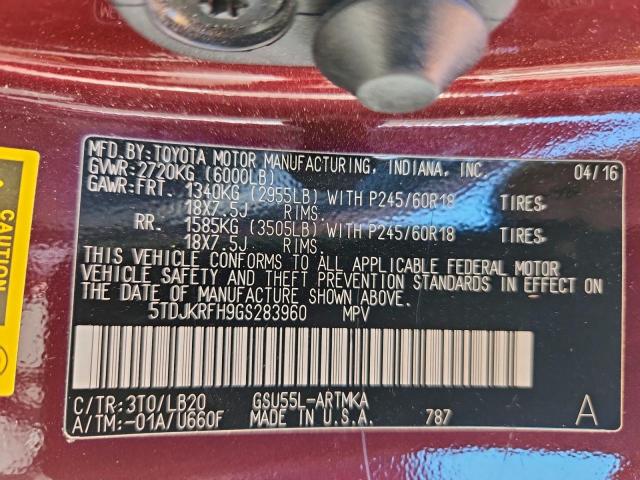 MFD. BY: TOYOTA MOTOR MANUFACTURING, INDIANA, INC. 04/16
GVWR: 2720KG (6000LB)
GAWR: FRT. 1340KG (2955LB) WITH P245/60R18 TIRES,
18X7.5J RIMS.
RR. 1585KG (3505LB) WITH P245/60R18 TIRES,
18X7.5J RIMS.
THIS VEHICLE CONFORMS TO ALL APPLICABLE FEDERAL MOTOR
VEHICLE SAFETY AND THEFT PREVENTION STANDARDS IN EFFECT ON
THE DATE OF MANUFACTURE SHOWN ABOVE.
5TDJKRFH9GS283960 MPV
C/TR: 3T0/LB20 GSU55L-ARTMKA
A/TM: -01A/U660F MADE IN U.S.A. 787 A
CAUTION